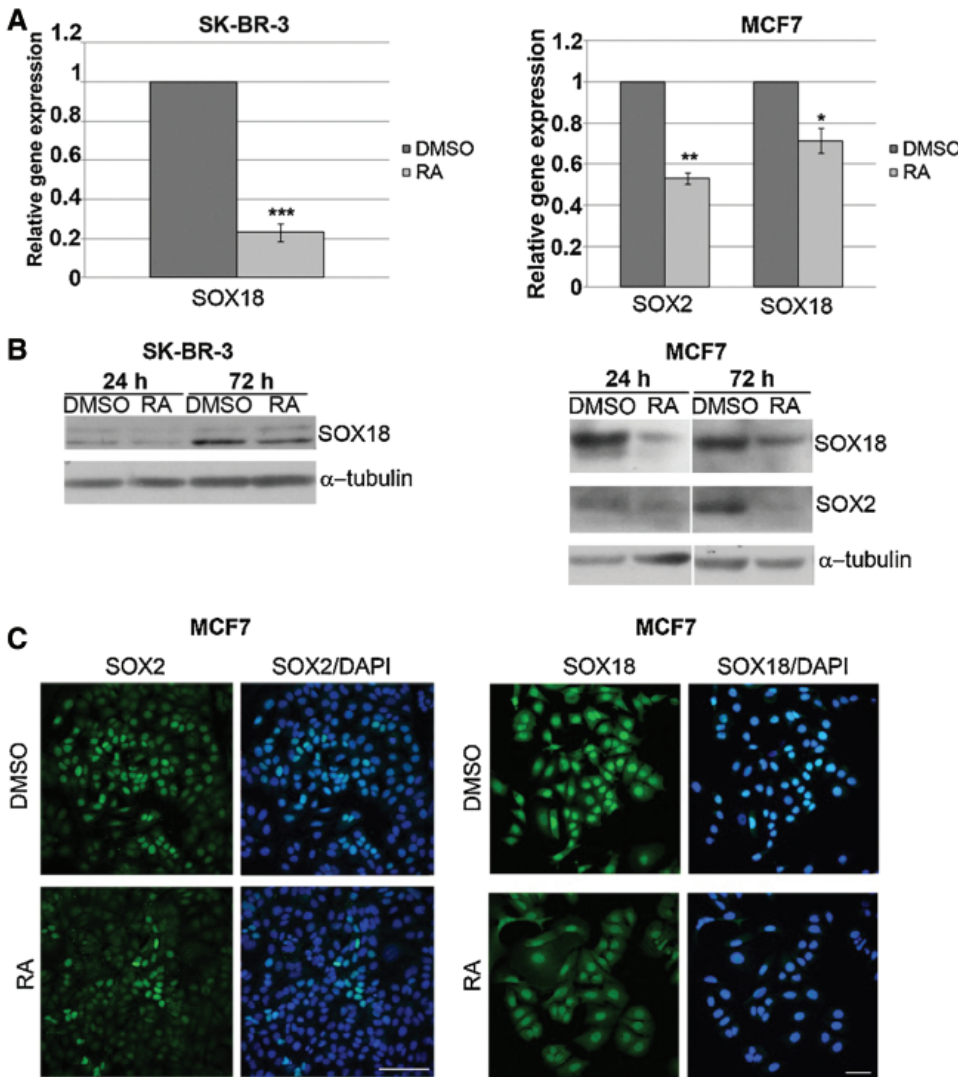 A
SK-BR-3
Relative gene expression
1.2
1
0.8
0.6
0.4
0.2
0
***
SOX18
DMSO
RA
MCF7
Relative gene expression
1.2
1
0.8
0.6
0.4
0.2
0
**
*
SOX2 SOX18
DMSO
RA
B
SK-BR-3
24 h 72 h
DMSO RA DMSO RA
SOX18
α–tubulin
MCF7
24 h 72 h
DMSO RA DMSO RA
SOX18
SOX2
α–tubulin
C
MCF7
SOX2 SOX2/DAPI
DMSO
RA
MCF7
SOX18 SOX18/DAPI
DMSO
RA